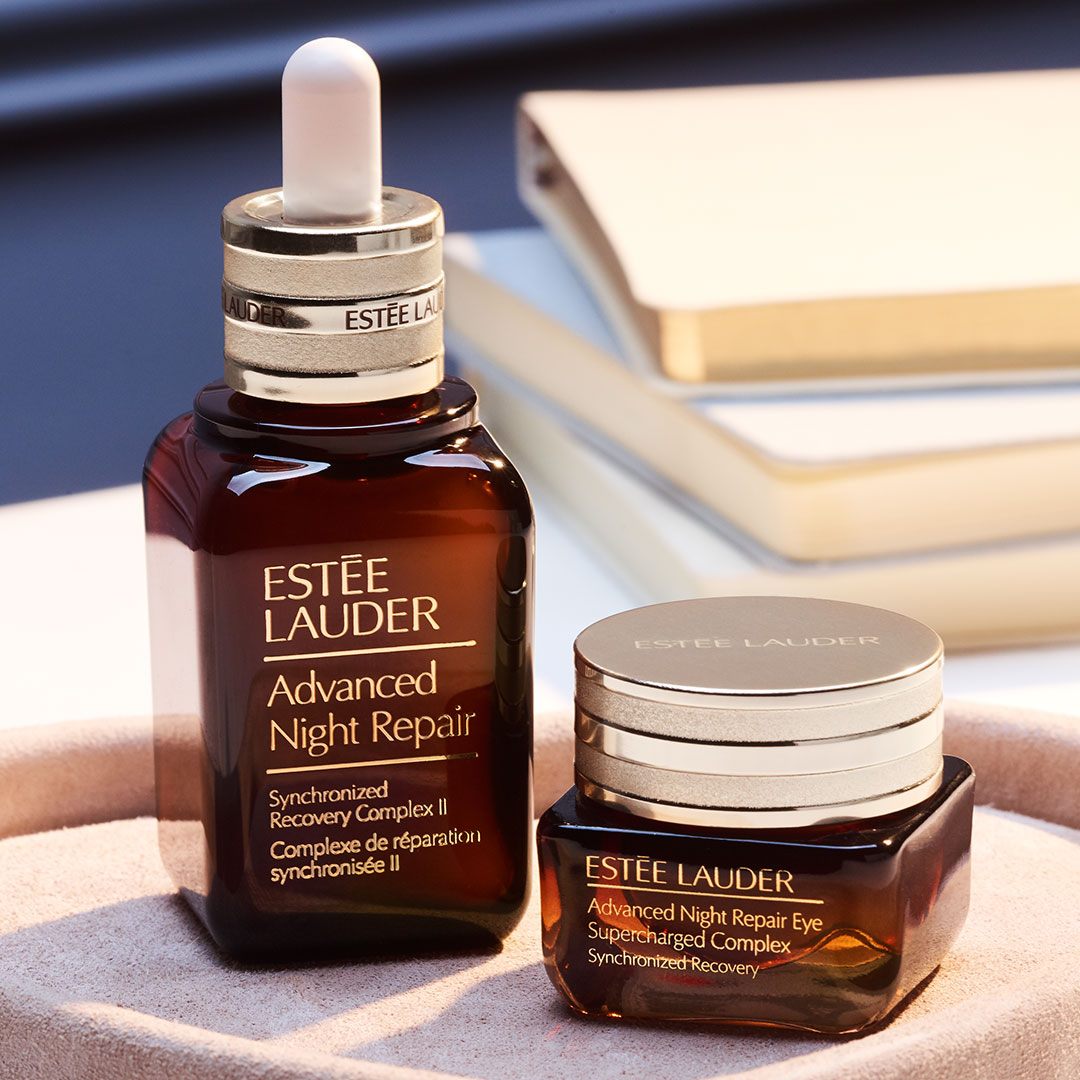 LAUDER ESTĒE LAU
ESTĒE
LAUDER
Advanced
Night Repair
Synchronized
Recovery Complex II
Complexe de réparation
synchronisée II
ESTĒE LAUDER
ESTĒE LAUDER
Advanced Night Repair Eye
Supercharged Complex
Synchronized Recovery